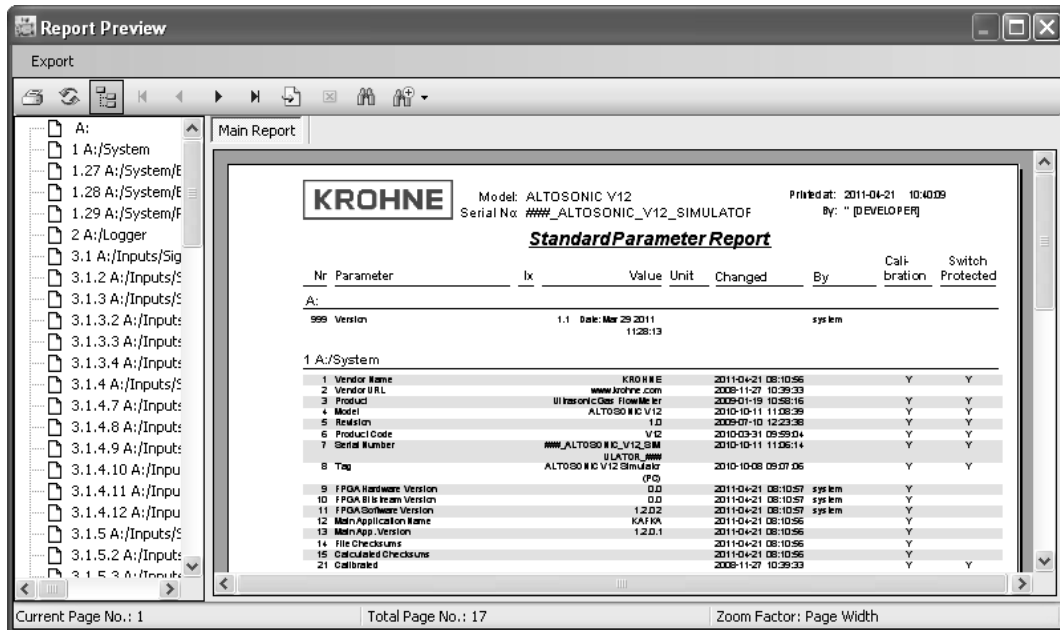 Report Preview
Export
A:
1 A:/System
1.27 A:/System/E
1.28 A:/System/E
1.29 A:/System/F
2 A:/Logger
3.1 A:/Inputs/Sig
3.1.2 A:/Inputs/S
3.1.3 A:/Inputs/S
3.1.3.2 A:/Inputs
3.1.3.3 A:/Inputs
3.1.3.4 A:/Inputs
3.1.4 A:/Inputs/S
3.1.4.7 A:/Inputs
3.1.4.8 A:/Inputs
3.1.4.9 A:/Inputs
3.1.4.10 A:/Inpu
3.1.4.11 A:/Inpu
3.1.4.12 A:/Inpu
3.1.5 A:/Inputs/S
3.1.5.2 A:/Inputs
3.1.5.3 A:/Inputs
Main Report
KROHNE
Model: ALTOSONIC V12
Serial No: ###_ALTOSONIC_V12_SIMULATOR
Printed at: 2011-04-21 10:40:09
By: " [DEVELOPER]
Standard Parameter Report
Nr Parameter Ix Value Unit Changed By Cali-bration Switch Protected
A:
999 Version 1.1 Date: Mar 29 2011 system
11:28:13
1 A:/System
1 Vendor Name KROHNE 2011-04-21 08:10:56 Y Y
2 Vendor URL www.krohne.com 2008-11-27 10:39:33
3 Product Ultrasonic Gas FlowMeter 2009-01-19 10:58:16 Y Y
4 Model ALTOSONIC V12 2010-10-11 11:08:39 Y Y
5 Revision 1.0 2009-07-10 12:23:38 Y Y
6 Product Code V12 2010-03-31 09:59:04 Y Y
7 Serial Number ###_ALTOSONIC_V12_SIM 2010-10-11 11:06:14 Y Y
ULATOR_###
8 Tag ALTOSONIC V12 Simulator 2010-10-08 09:07:06 Y Y
(PC)
9 FPGA Hardware Version 0.0 2011-04-21 08:10:57 system Y
10 FPGA Bitstream Version 0.0 2011-04-21 08:10:57 system Y
11 FPGA Software Version 1.2.0.2 2011-04-21 08:10:57 system Y
12 Main Application Name KAFKA 2011-04-21 08:10:56 Y
13 Main App. Version 1.2.0.1 2011-04-21 08:10:56 Y
14 File Checksums 2011-04-21 08:10:56 Y
15 Calculated Checksums 2011-04-21 08:10:56 Y
21 Calibrated 2008-11-27 10:39:33 Y Y
Current Page No.: 1
Total Page No.: 17
Zoom Factor: Page Width